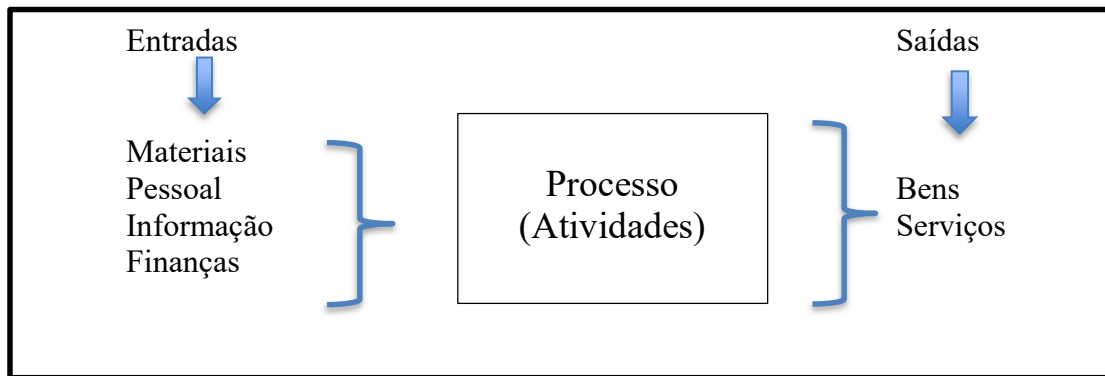 Entradas
Materiais
Pessoal
Informação
Finanças
Processo
(Atividades)
Saídas
Bens
Serviços